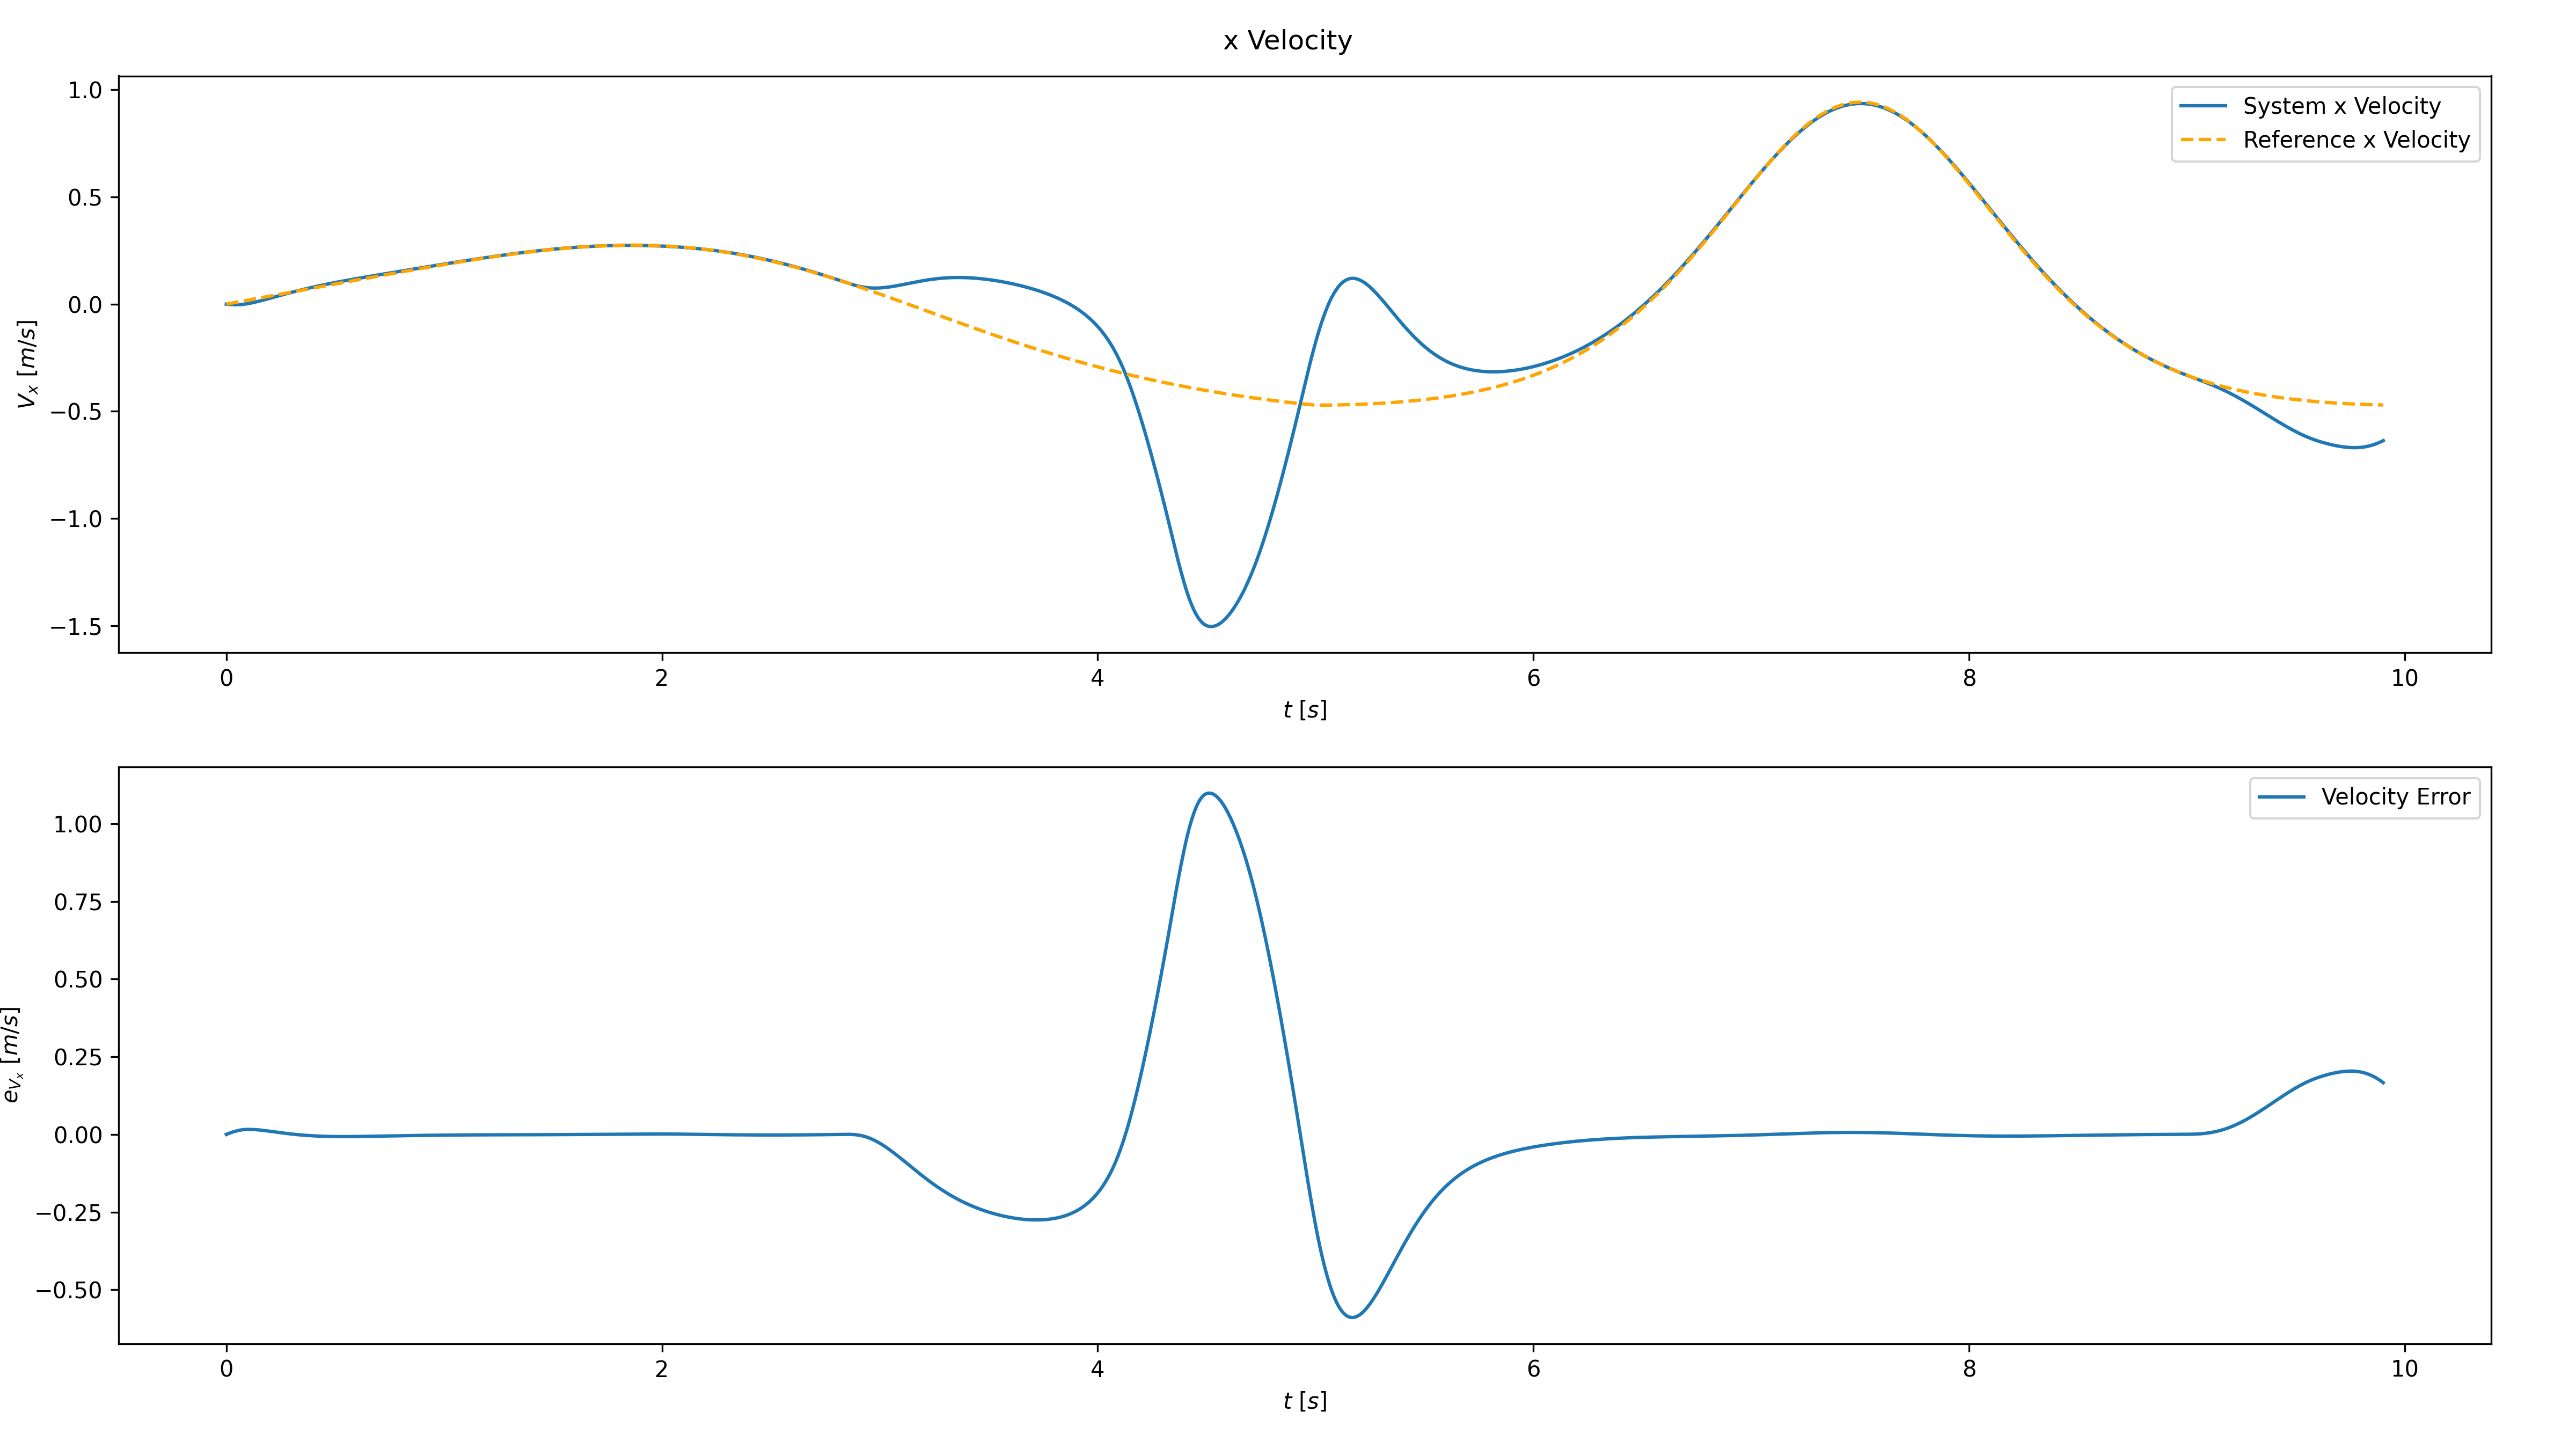 x Velocity
1.0
0.5
0.0
−0.5
−1.0
−1.5
V_x [m/s]
System x Velocity
Reference x Velocity
0 2 4 6 8 10
t [s]
1.00
0.75
0.50
0.25
0.00
−0.25
−0.50
e_{V_x} [m/s]
Velocity Error
0 2 4 6 8 10
t [s]